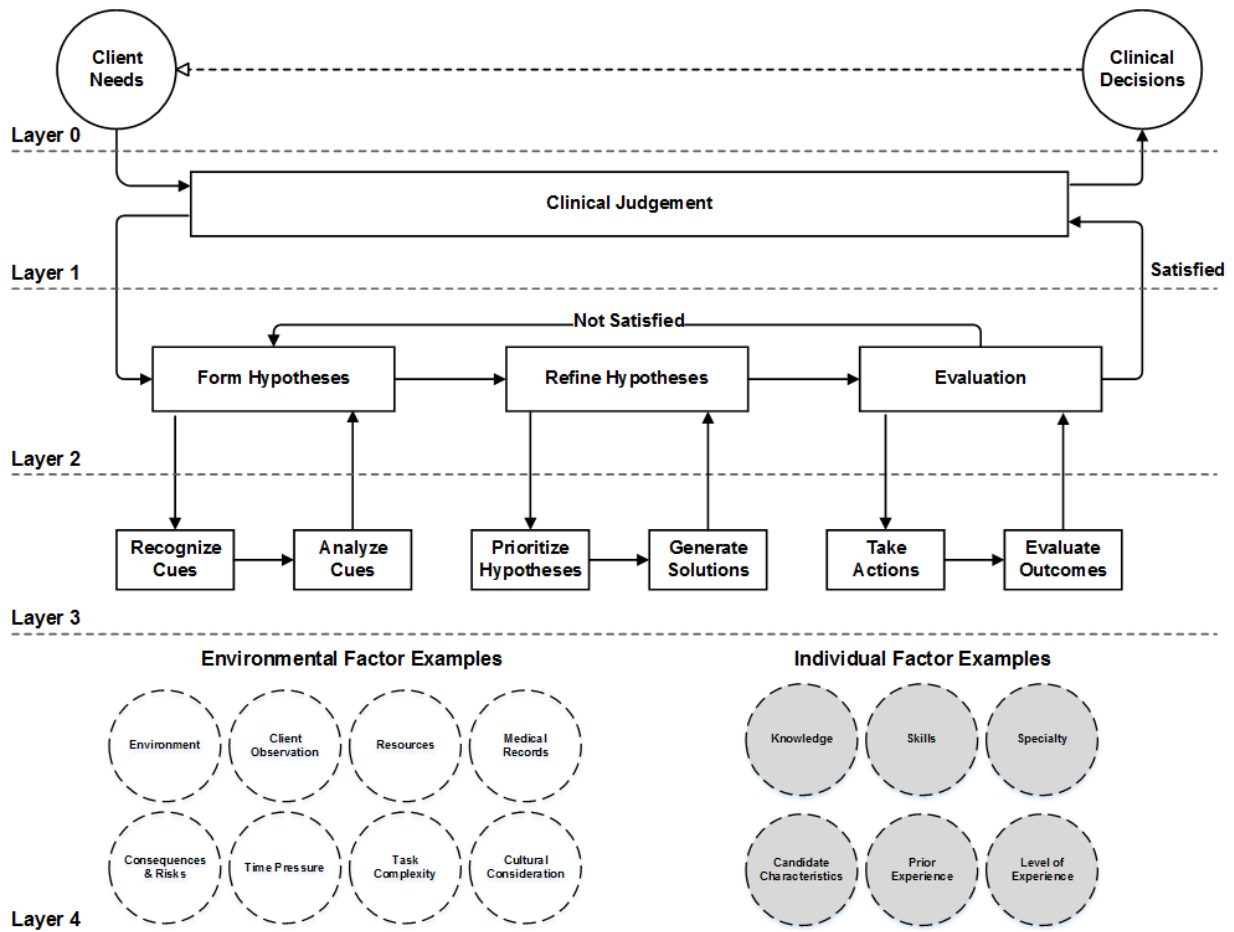 Client
Needs
Clinical
Decisions
Layer 0
Clinical Judgement
Layer 1
Satisfied
Not Satisfied
Form Hypotheses
Refine Hypotheses
Evaluation
Layer 2
Recognize
Cues
Analyze
Cues
Prioritize
Hypotheses
Generate
Solutions
Take
Actions
Evaluate
Outcomes
Layer 3
Environmental Factor Examples
Individual Factor Examples
Environment
Client
Observation
Resources
Medical
Records
Knowledge
Skills
Specialty
Consequences
& Risks
Time Pressure
Task
Complexity
Cultural
Consideration
Candidate
Characteristics
Prior
Experience
Level of
Experience
Layer 4